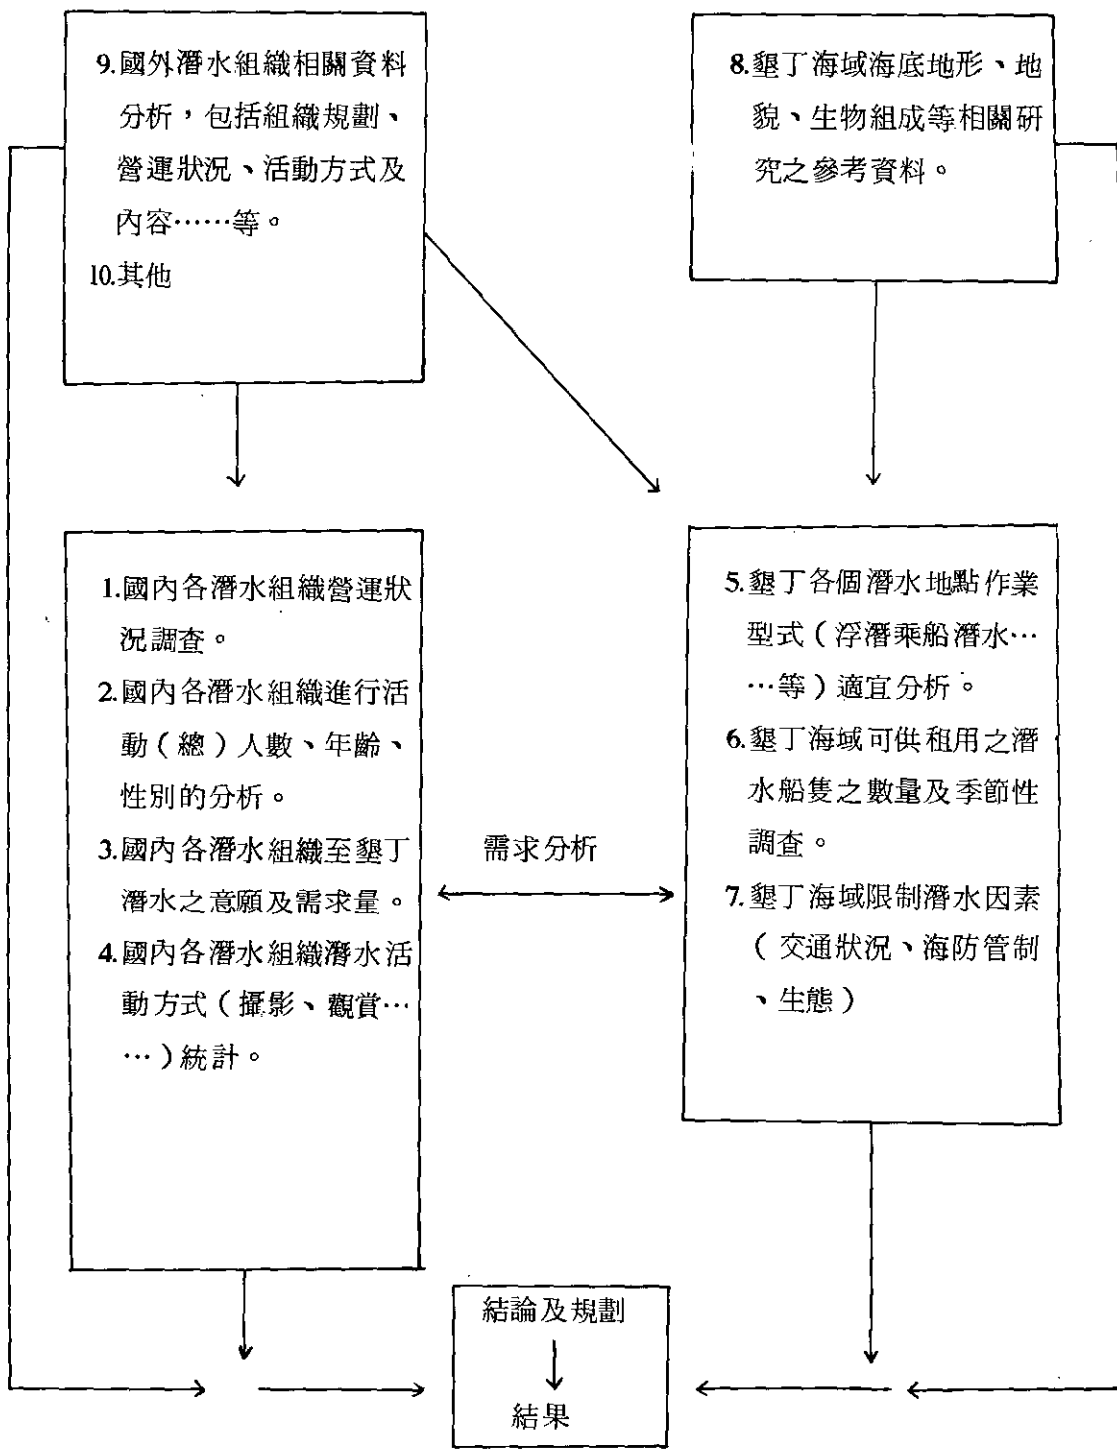 9.國外潛水組織相關資料
分析，包括組織規劃、
營運狀況、活動方式及
內容……等。
10.其他
8.墾丁海域海底地形、地
貌、生物組成等相關研
究之參考資料。
1.國內各潛水組織營運狀
況調查。
2.國內各潛水組織進行活
動（總）人數、年齡、
性別的分析。
3.國內各潛水組織至墾丁
潛水之意願及需求量。
4.國內各潛水組織潛水活
動方式（攝影、觀賞…
…）統計。
需求分析
5.墾丁各個潛水地點作業
型式（浮潛乘船潛水…
…等）適宜分析。
6.墾丁海域可供租用之潛
水船隻之數量及季節性
調查。
7.墾丁海域限制潛水因素
（交通狀況、海防管制
、生態）
結論及規劃
結果